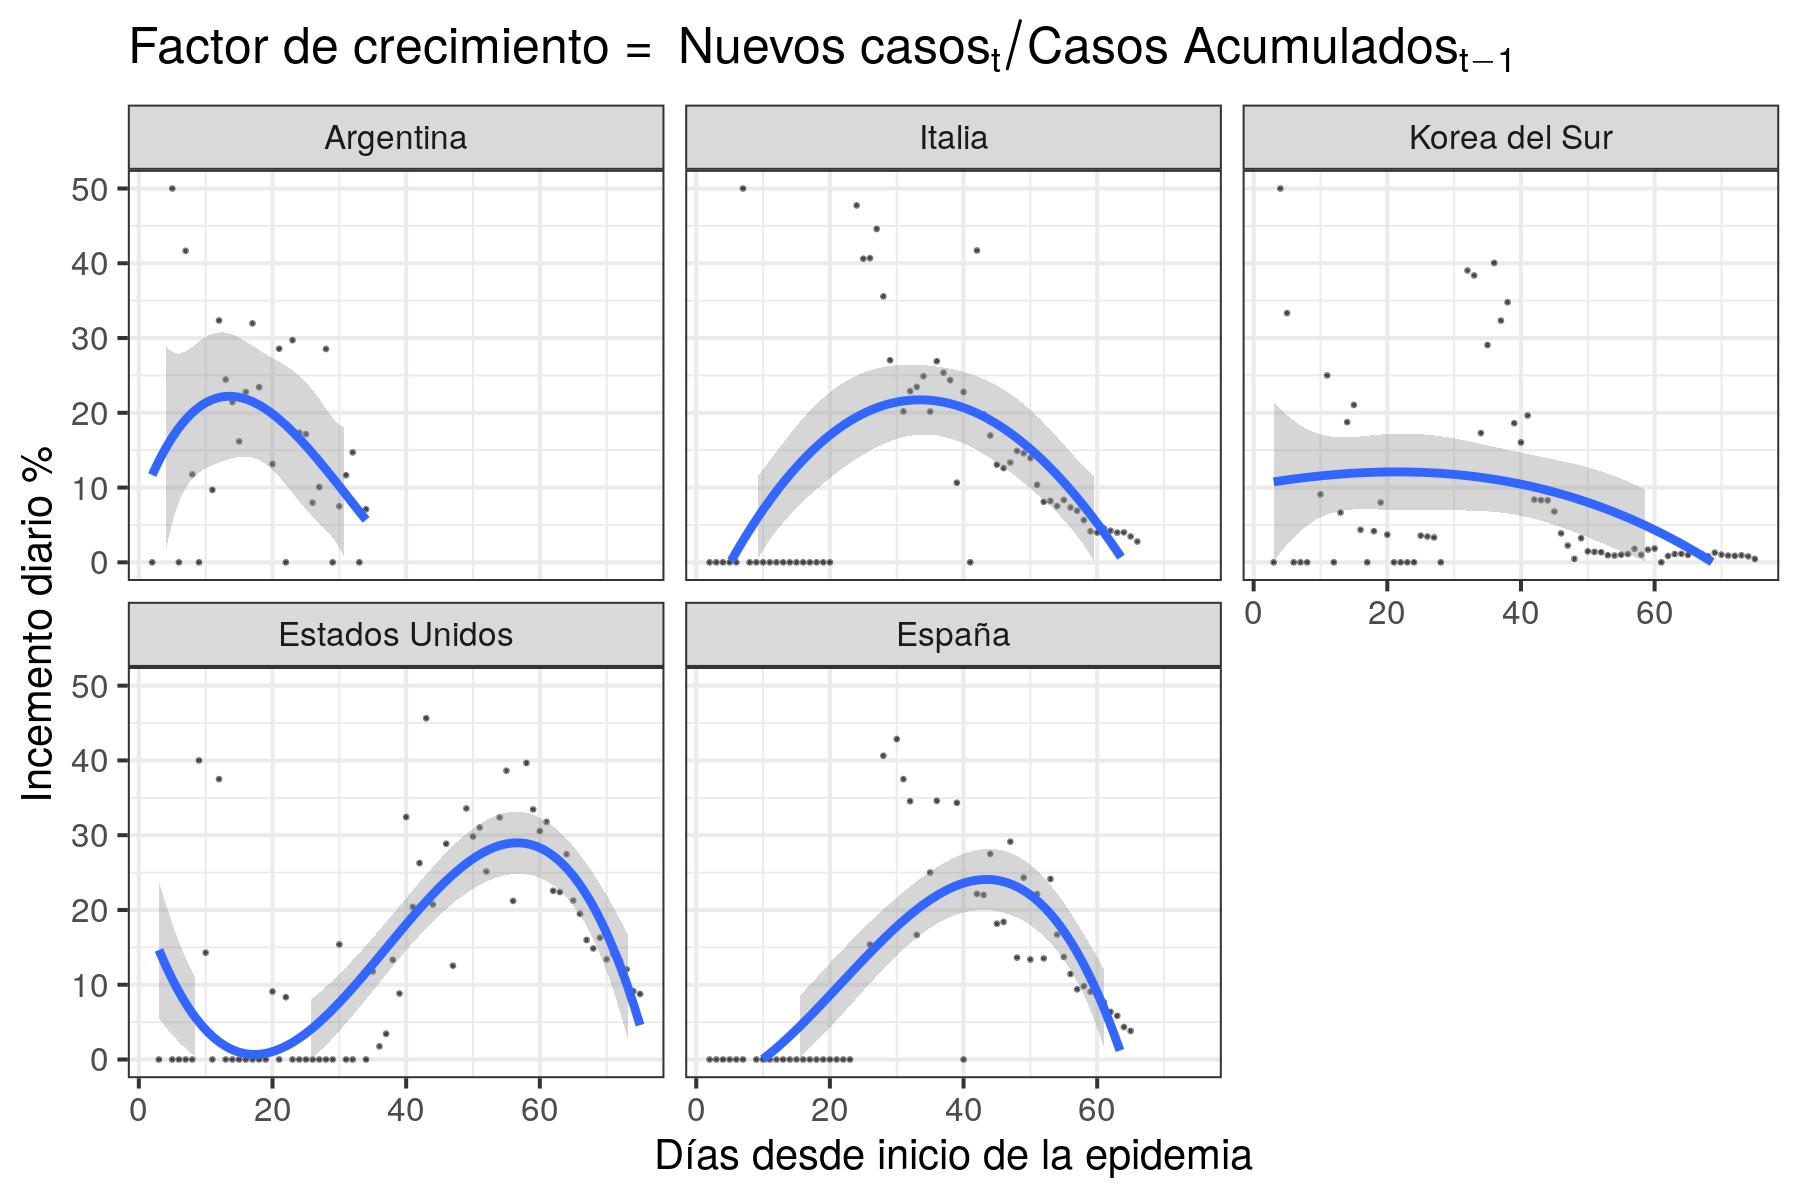 Factor de crecimiento = Nuevos casosₜ/Casos Acumuladosₜ₋₁
Incemento diario %
Argentina
Italia
Korea del Sur
50
40
30
20
10
0
0 20 40 60
Estados Unidos
España
50
40
30
20
10
0
0 20 40 60
0 20 40 60
Días desde inicio de la epidemia